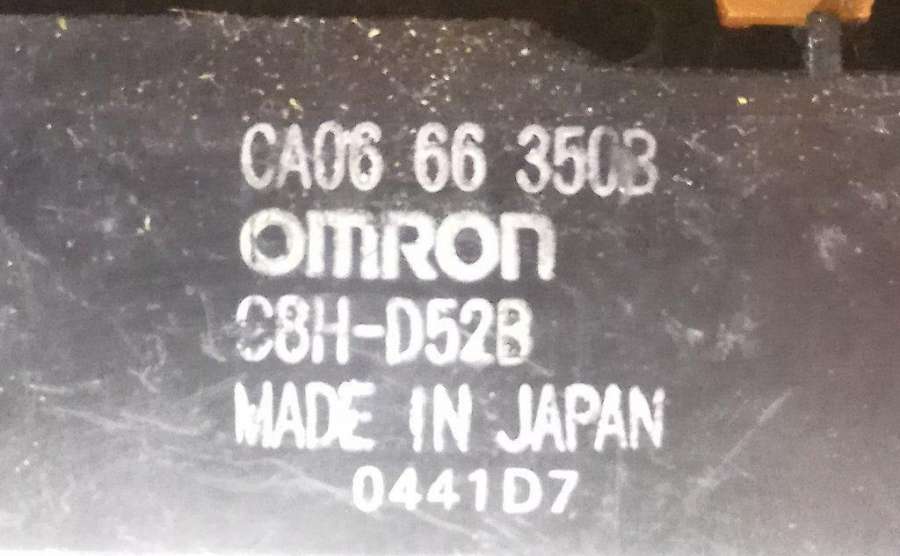 CA06 66 350B
OMRON
C8H-D52B
MADE IN JAPAN
0441D7